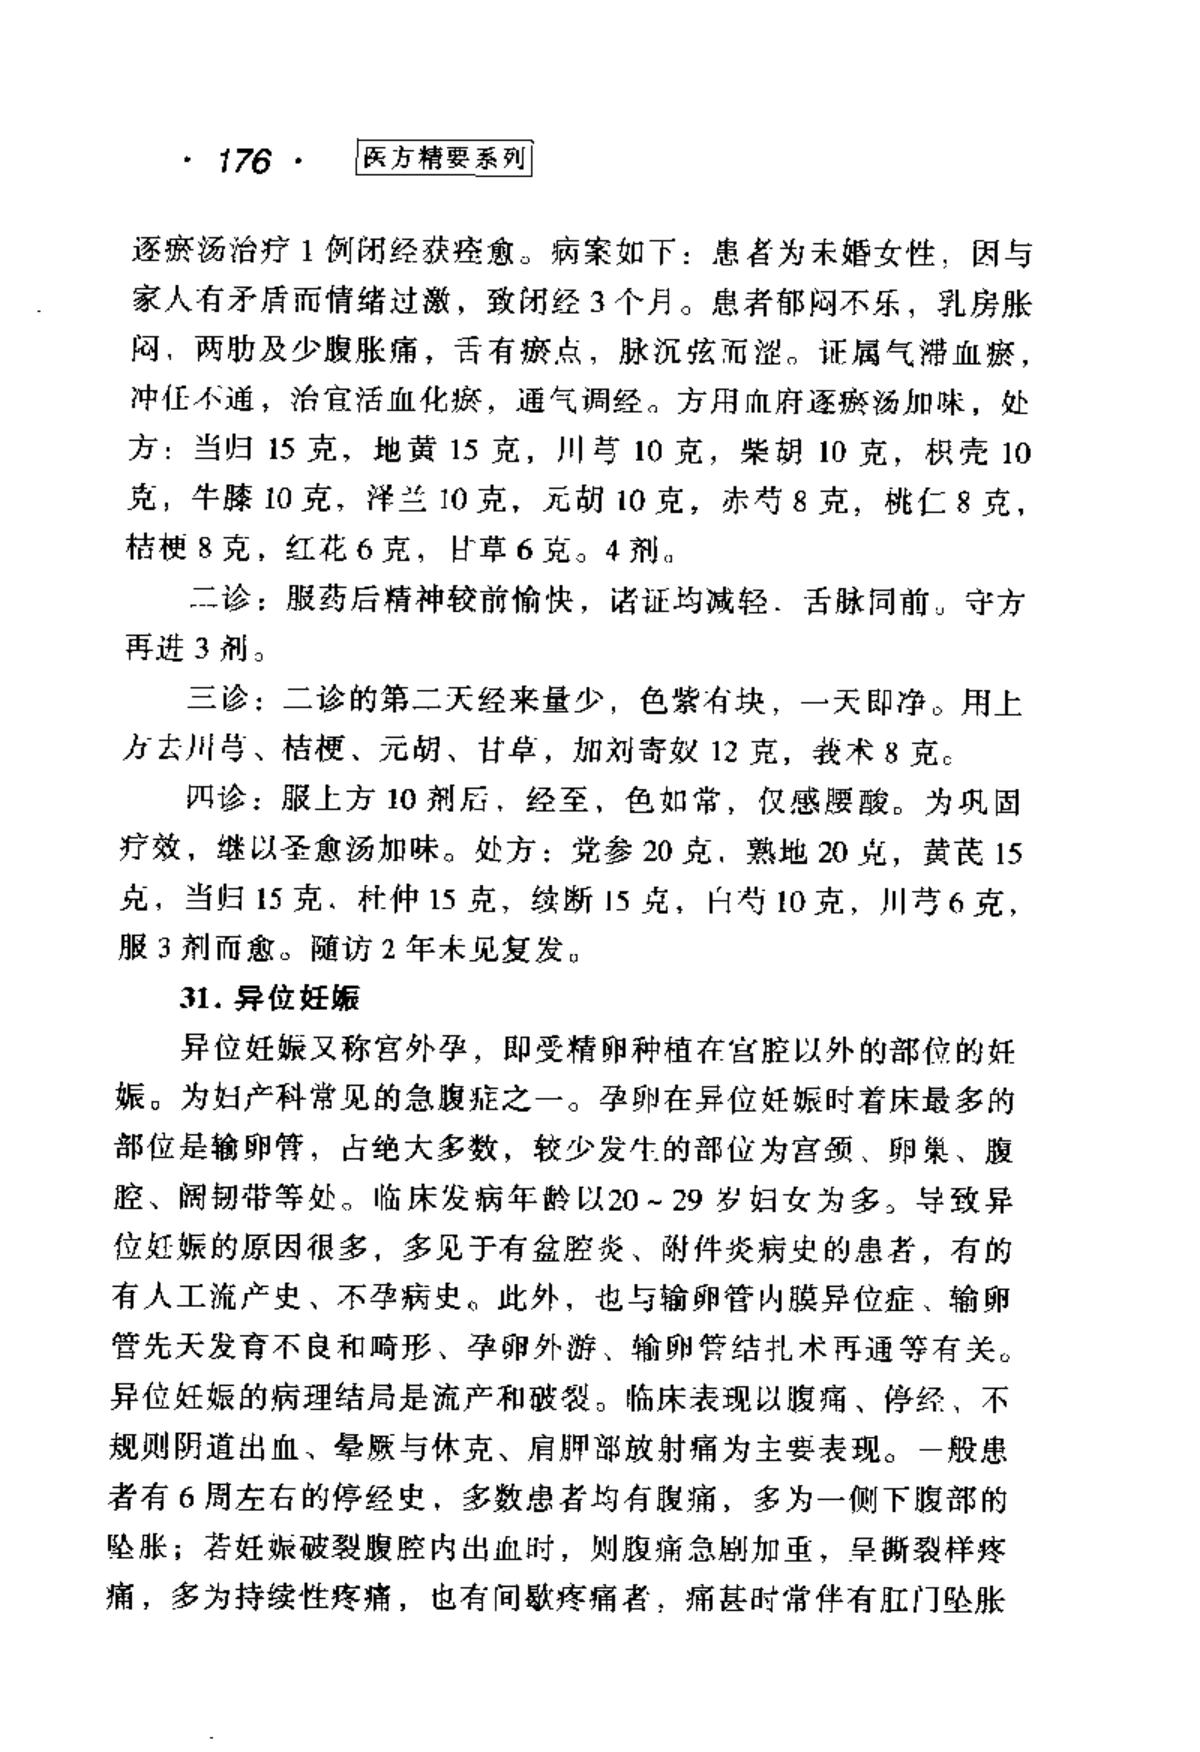 · 176 · 医方精要系列
逐瘀汤治疗 1 例闭经获痊愈。病案如下：患者为未婚女性，因与
家人有矛盾而情绪过激，致闭经 3 个月。患者郁闷不乐，乳房胀
闷，两肋及少腹胀痛，舌有瘀点，脉沉弦而涩。证属气滞血瘀，
冲任不通，治宜活血化瘀，通气调经。方用血府逐瘀汤加味，处
方：当归 15 克，地黄 15 克，川芎 10 克，柴胡 10 克，枳壳 10
克，牛膝 10 克，泽兰 10 克，元胡 10 克，赤芍 8 克，桃仁 8 克，
桔梗 8 克，红花 6 克，甘草 6 克。4 剂。
二诊：服药后精神较前愉快，诸证均减轻．舌脉同前。守方
再进 3 剂。
三诊：二诊的第二天经来量少，色紫有块，一天即净。用上
方去川芎、桔梗、元胡、甘草，加刘寄奴 12 克，莪术 8 克。
四诊：服上方 10 剂后，经至，色如常，仅感腰酸。为巩固
疗效，继以圣愈汤加味。处方：党参 20 克，熟地 20 克，黄芪 15
克，当归 15 克、杜仲 15 克，续断 15 克，白芍 10 克，川芎 6 克，
服 3 剂而愈。随访 2 年未见复发。
31. 异位妊娠
异位妊娠又称宫外孕，即受精卵种植在宫腔以外的部位的妊
娠。为妇产科常见的急腹症之一。孕卵在异位妊娠时着床最多的
部位是输卵管，占绝大多数，较少发生的部位为宫颈、卵巢、腹
腔、阔韧带等处。临床发病年龄以20～29 岁妇女为多。导致异
位妊娠的原因很多，多见于有盆腔炎、附件炎病史的患者，有的
有人工流产史、不孕病史。此外，也与输卵管内膜异位症、输卵
管先天发育不良和畸形、孕卵外游、输卵管结扎术再通等有关。
异位妊娠的病理结局是流产和破裂。临床表现以腹痛、停经、不
规则阴道出血、晕厥与休克、肩胛部放射痛为主要表现。一般患
者有 6 周左右的停经史，多数患者均有腹痛，多为一侧下腹部的
坠胀；若妊娠破裂腹腔内出血时，则腹痛急剧加重，呈撕裂样疼
痛，多为持续性疼痛，也有间歇疼痛者，痛甚时常伴有肛门坠胀